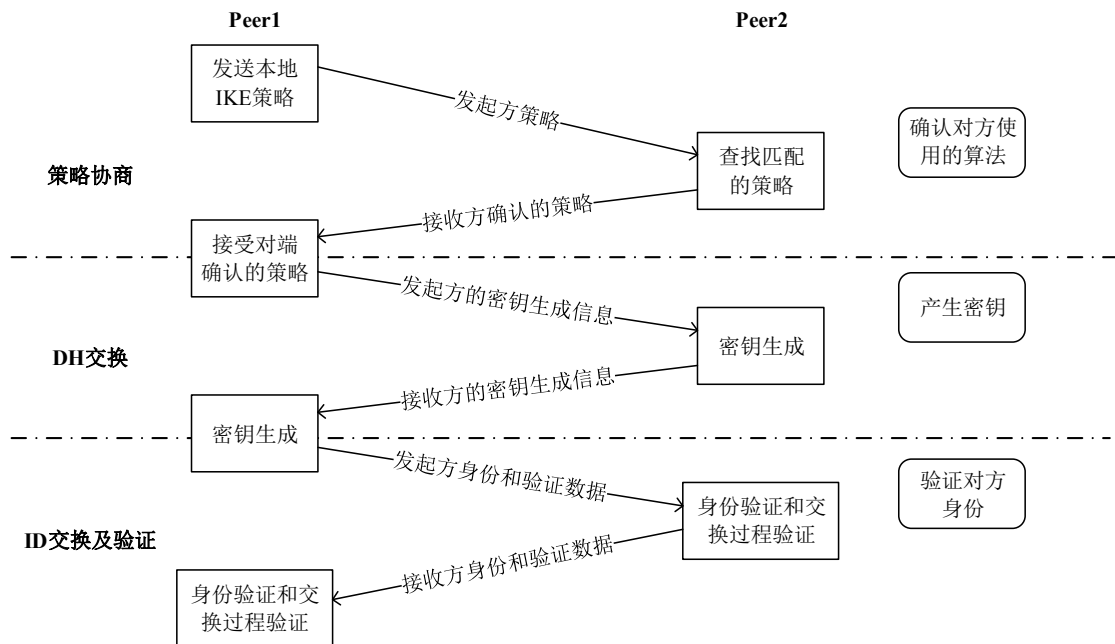 Peer1
Peer2
发送本地
IKE策略
发起方策略
确认对方使
用的算法
查找匹配
的策略
策略协商
接收方确认的策略
接受对端
确认的策略
发起方的密钥生成信息
产生密钥
密钥生成
DH交换
接收方的密钥生成信息
密钥生成
发起方身份和验证数据
验证对方
身份
身份验证和交
换过程验证
ID交换及验证
接收方身份和验证数据
身份验证和交
换过程验证